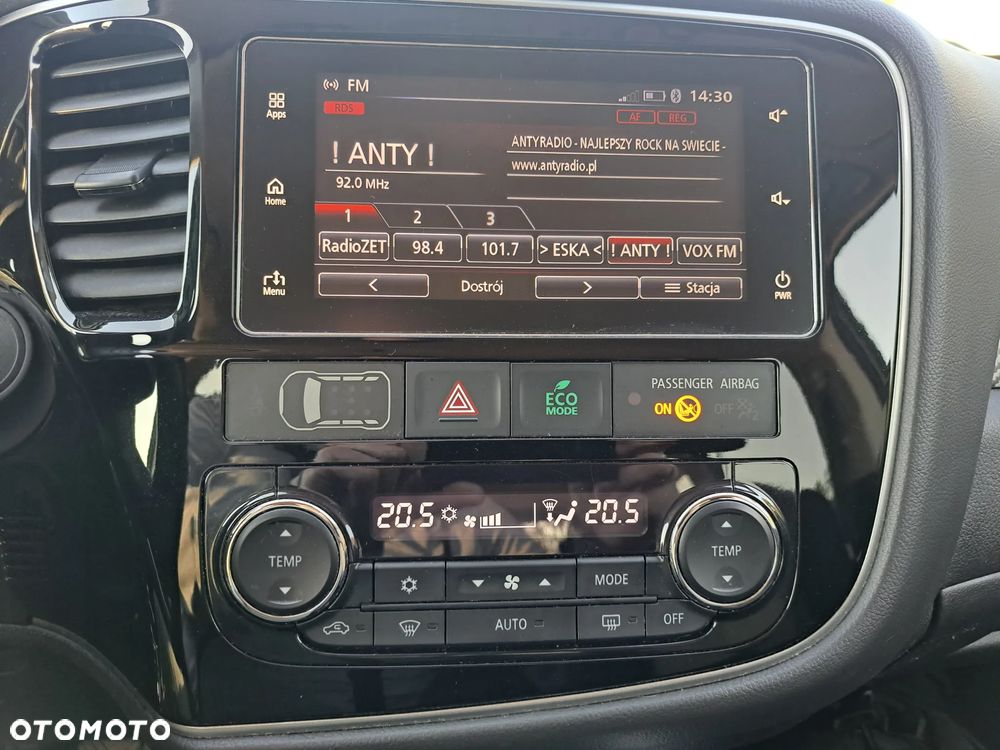 FM
14:30
RDS
AF REG
Apps
! ANTY !
ANTYRADIO - NAJLEPSZY ROCK NA SWIECIE -
www.antyradio.pl
92.0 MHz
Home
1 2 3
RadioZET 98.4 101.7 > ESKA < ! ANTY ! VOX FM
< Dostrój > Stacja
Menu
PWR
ECO
MODE
PASSENGER AIRBAG
ON OFF 2
20.5 20.5
TEMP
TEMP
MODE
AUTO
OFF
OTOMOTO